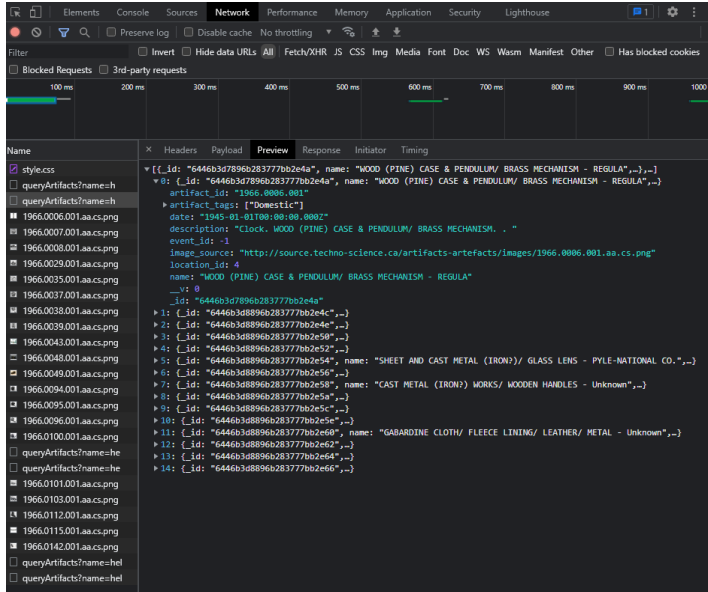 Elements Console Sources Network Performance Memory Application Security Lighthouse 1
Preserve log Disable cache No throttling
Filter Invert Hide data URLs All Fetch/XHR JS CSS Img Media Font Doc WS Wasm Manifest Other Has blocked cookies
Blocked Requests 3rd-party requests
100 ms 200 ms 300 ms 400 ms 500 ms 600 ms 700 ms 800 ms 900 ms 1000
Name
style.css
queryArtifacts?name=h
queryArtifacts?name=h
1966.0006.001.aa.cs.png
1966.0007.001.aa.cs.png
1966.0008.001.aa.cs.png
1966.0029.001.aa.cs.png
1966.0035.001.aa.cs.png
1966.0037.001.aa.cs.png
1966.0038.001.aa.cs.png
1966.0039.001.aa.cs.png
1966.0043.001.aa.cs.png
1966.0048.001.aa.cs.png
1966.0049.001.aa.cs.png
1966.0094.001.aa.cs.png
1966.0095.001.aa.cs.png
1966.0096.001.aa.cs.png
1966.0100.001.aa.cs.png
queryArtifacts?name=he
queryArtifacts?name=he
1966.0101.001.aa.cs.png
1966.0103.001.aa.cs.png
1966.0112.001.aa.cs.png
1966.0115.001.aa.cs.png
1966.0142.001.aa.cs.png
queryArtifacts?name=hel
queryArtifacts?name=hel
× Headers Payload Preview Response Initiator Timing
▼[{_id: "6446b3d7896b283777bb2e4a", name: "WOOD (PINE) CASE & PENDULUM/ BRASS MECHANISM - REGULA",…},…]
▼0: {_id: "6446b3d7896b283777bb2e4a", name: "WOOD (PINE) CASE & PENDULUM/ BRASS MECHANISM - REGULA",…}
artifact_id: "1966.0006.001"
▶artifact_tags: ["Domestic"]
date: "1945-01-01T00:00:00.000Z"
description: "Clock. WOOD (PINE) CASE & PENDULUM/ BRASS MECHANISM. . "
event_id: -1
image_source: "http://source.techno-science.ca/artifacts-artefacts/images/1966.0006.001.aa.cs.png"
location_id: 4
name: "WOOD (PINE) CASE & PENDULUM/ BRASS MECHANISM - REGULA"
__v: 0
_id: "6446b3d7896b283777bb2e4a"
▶1: {_id: "6446b3d8896b283777bb2e4c",…}
▶2: {_id: "6446b3d8896b283777bb2e4e",…}
▶3: {_id: "6446b3d8896b283777bb2e50",…}
▶4: {_id: "6446b3d8896b283777bb2e52",…}
▶5: {_id: "6446b3d8896b283777bb2e54", name: "SHEET AND CAST METAL (IRON?)/ GLASS LENS - PYLE-NATIONAL CO.",…}
▶6: {_id: "6446b3d8896b283777bb2e56",…}
▶7: {_id: "6446b3d8896b283777bb2e58", name: "CAST METAL (IRON?) WORKS/ WOODEN HANDLES - Unknown",…}
▶8: {_id: "6446b3d8896b283777bb2e5a",…}
▶9: {_id: "6446b3d8896b283777bb2e5c",…}
▶10: {_id: "6446b3d8896b283777bb2e5e",…}
▶11: {_id: "6446b3d8896b283777bb2e60", name: "GABARDINE CLOTH/ FLEECE LINING/ LEATHER/ METAL - Unknown",…}
▶12: {_id: "6446b3d8896b283777bb2e62",…}
▶13: {_id: "6446b3d8896b283777bb2e64",…}
▶14: {_id: "6446b3d8896b283777bb2e66",…}